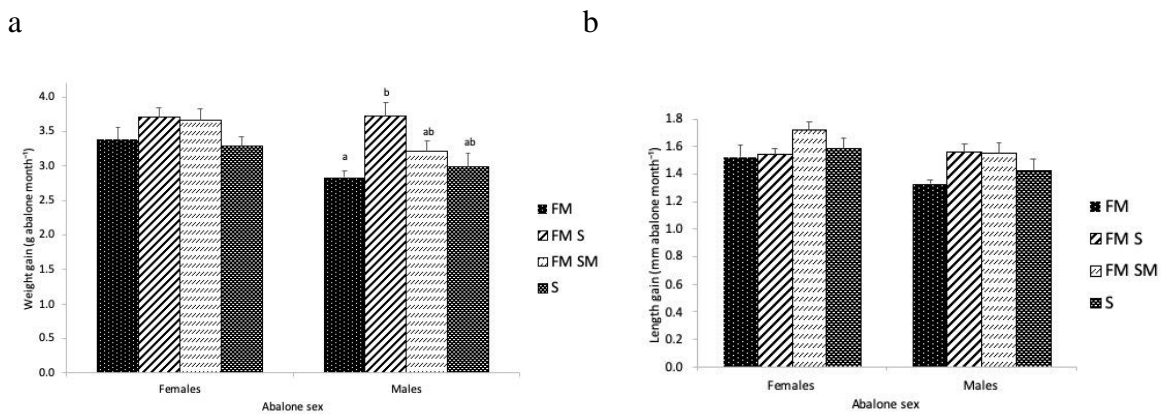 a
b
Weight gain (g abalone month⁻¹)
4.0
3.5
3.0
2.5
2.0
1.5
1.0
0.5
0.0
a
b
ab
ab
Females
Males
Abalone sex
FM
FM S
FM SM
S
Length gain (mm abalone month⁻¹)
1.8
1.6
1.4
1.2
1.0
0.8
0.6
0.4
0.2
0.0
Females
Males
Abalone sex
FM
FM S
FM SM
S